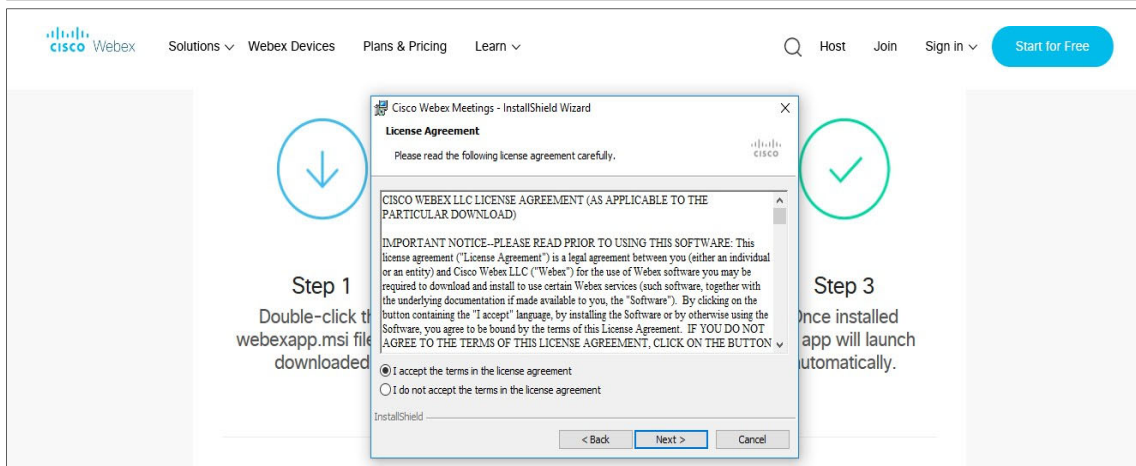 CISCO Webex Solutions Webex Devices Plans & Pricing Learn Host Join Sign in Start for Free
Cisco Webex Meetings - InstallShield Wizard
License Agreement
Please read the following license agreement carefully.
CISCO
CISCO WEBEX LLC LICENSE AGREEMENT (AS APPLICABLE TO THE
PARTICULAR DOWNLOAD)
IMPORTANT NOTICE--PLEASE READ PRIOR TO USING THIS SOFTWARE: This
license agreement ("License Agreement") is a legal agreement between you (either an individual
or an entity) and Cisco Webex LLC ("Webex") for the use of Webex software you may be
required to download and install to use certain Webex services (such software, together with
the underlying documentation if made available to you, the "Software"). By clicking on the
button containing the "I accept" language, by installing the Software or by otherwise using the
Software, you agree to be bound by the terms of this License Agreement. IF YOU DO NOT
AGREE TO THE TERMS OF THIS LICENSE AGREEMENT, CLICK ON THE BUTTON
I accept the terms in the license agreement
I do not accept the terms in the license agreement
InstallShield
< Back Next > Cancel
Step 1
Double-click
webexapp.msi
downloaded
Step 3
Once installed
app will launch
automatically.